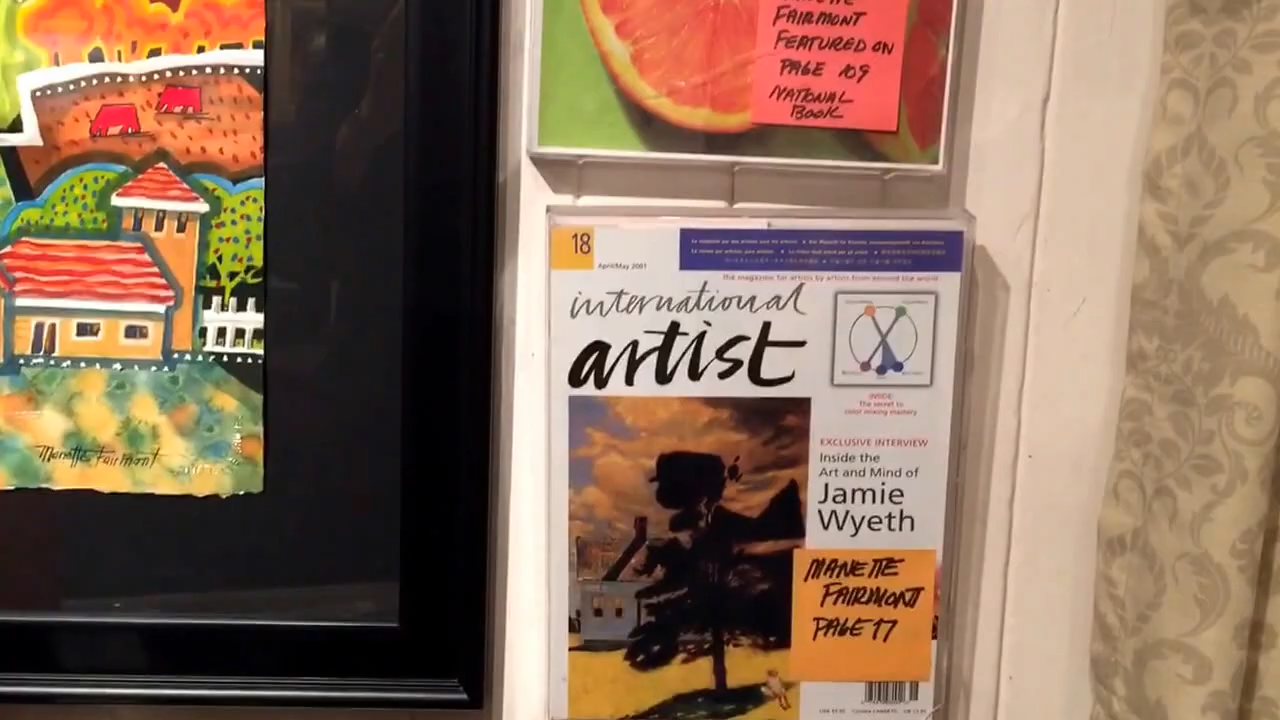 FAIRMONT
FEATURED ON
PAGE 109
NATIONAL
BOOK
18
April/May 2001
the magazine for artists by artists from around the world
international
artist
INSIDE
The secret to
color mixing mastery
EXCLUSIVE INTERVIEW
Inside the
Art and Mind of
Jamie
Wyeth
MANETTE
FAIRMONT
PAGE 17
Manette Fairmont